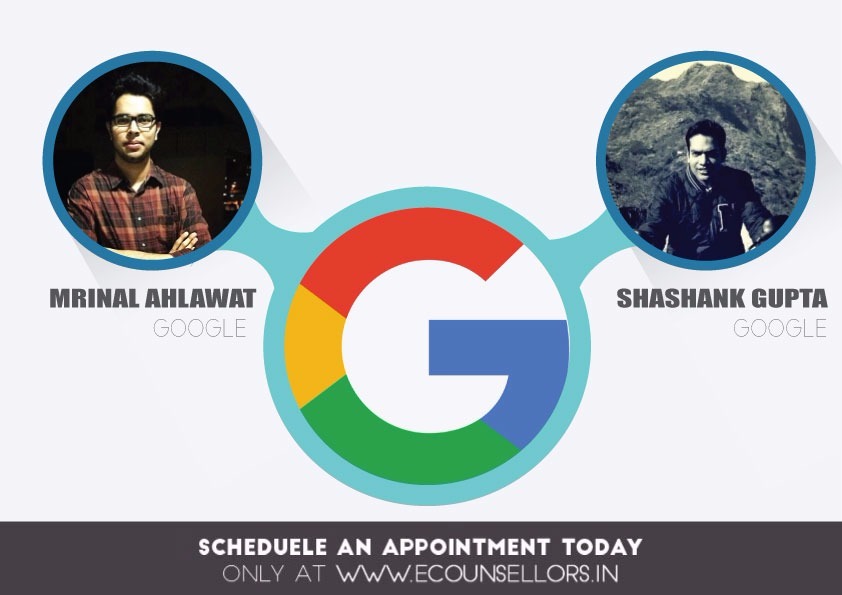 MRINAL AHLAWAT
GOOGLE
SHASHANK GUPTA
GOOGLE
SCHEDUELE AN APPOINTMENT TODAY
ONLY AT WWW.ECOUNSELLORS.IN